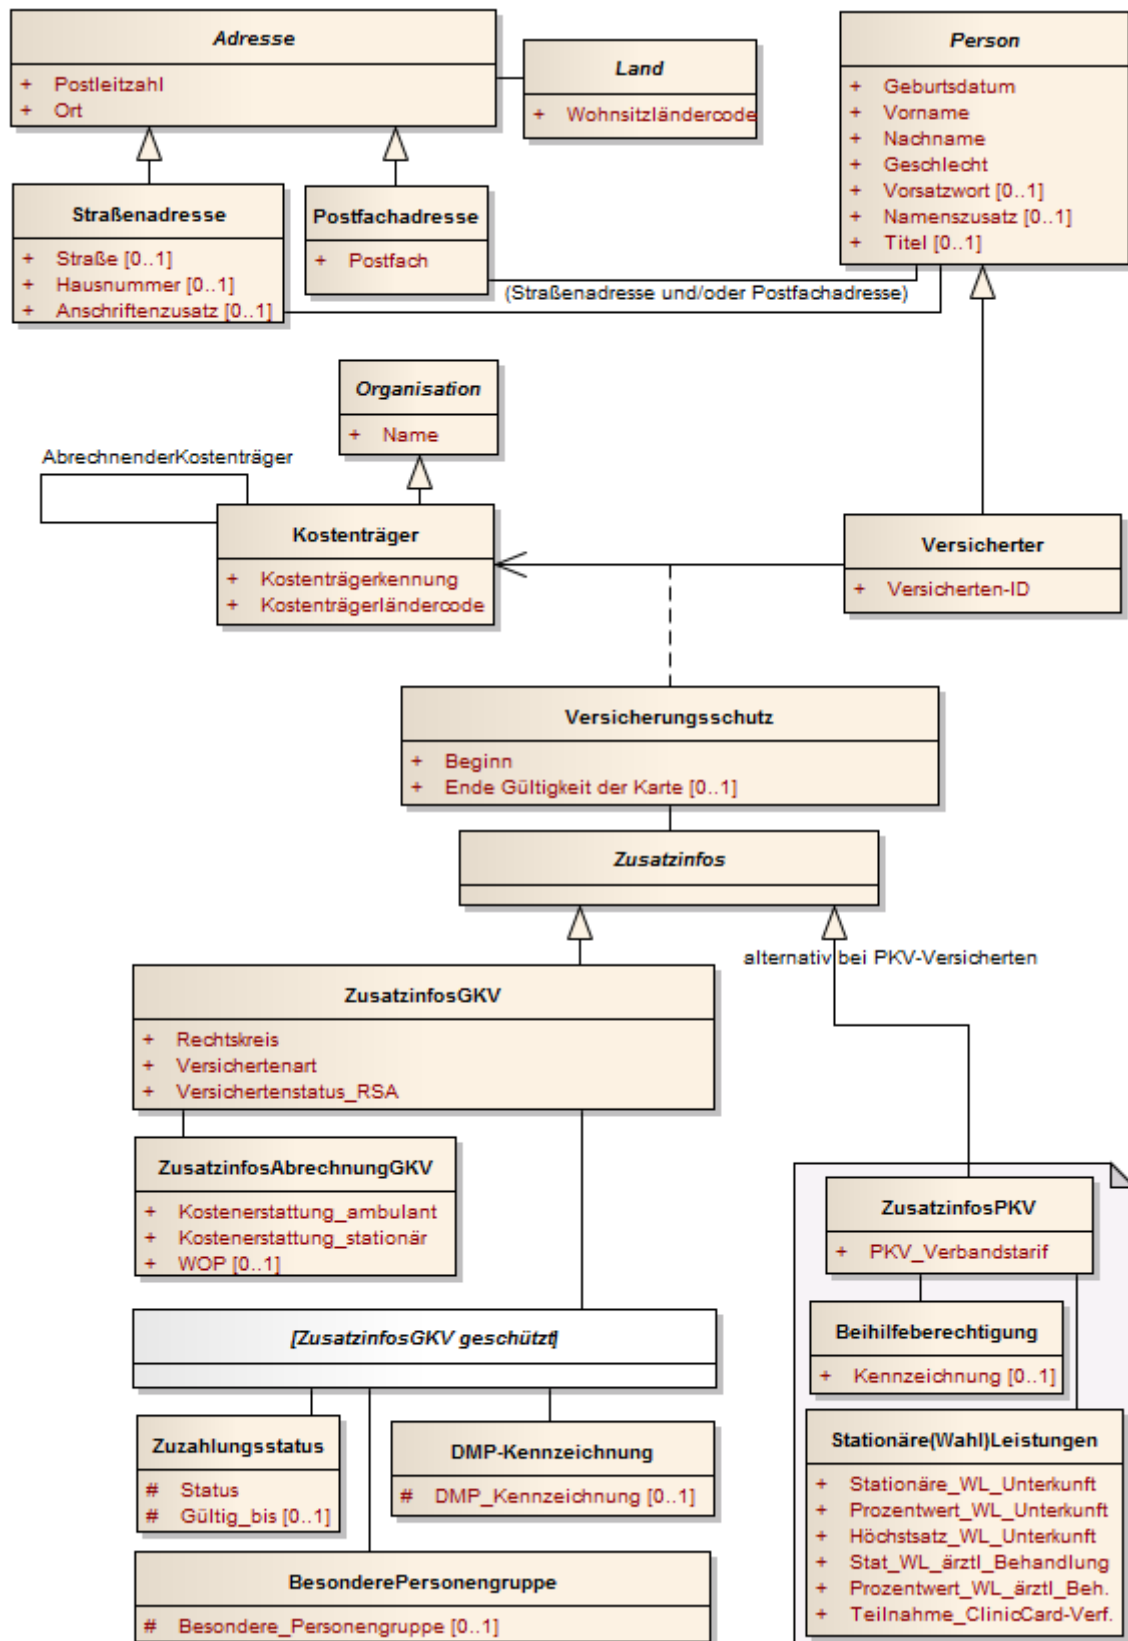 Adresse
+ Postleitzahl
+ Ort
Land
+ Wohnsitzländercode
Person
+ Geburtsdatum
+ Vorname
+ Nachname
+ Geschlecht
+ Vorsatzwort [0..1]
+ Namenszusatz [0..1]
+ Titel [0..1]
Straßenadresse
+ Straße [0..1]
+ Hausnummer [0..1]
+ Anschriftenzusatz [0..1]
Postfachadresse
+ Postfach
(Straßenadresse und/oder Postfachadresse)
Organisation
+ Name
AbrechnenderKostenträger
Kostenträger
+ Kostenträgerkennung
+ Kostenträgerländercode
Versicherter
+ Versicherten-ID
Versicherungsschutz
+ Beginn
+ Ende Gültigkeit der Karte [0..1]
Zusatzinfos
alternativ bei PKV-Versicherten
ZusatzinfosGKV
+ Rechtskreis
+ Versichertenart
+ Versichertenstatus_RSA
ZusatzinfosAbrechnungGKV
+ Kostenerstattung_ambulant
+ Kostenerstattung_stationär
+ WOP [0..1]
[ZusatzinfosGKV geschützt]
Zuzahlungsstatus
# Status
# Gültig_bis [0..1]
DMP-Kennzeichnung
# DMP_Kennzeichnung [0..1]
BesonderePersonengruppe
# Besondere_Personengruppe [0..1]
ZusatzinfosPKV
+ PKV_Verbandstarif
Beihilfeberechtigung
+ Kennzeichnung [0..1]
Stationäre(Wahl)Leistungen
+ Stationäre_WL_Unterkunft
+ Prozentwert_WL_Unterkunft
+ Höchstsatz_WL_Unterkunft
+ Stat_WL_ärztl_Behandlung
+ Prozentwert_WL_ärztl_Beh.
+ Teilnahme_ClinicCard-Verf.